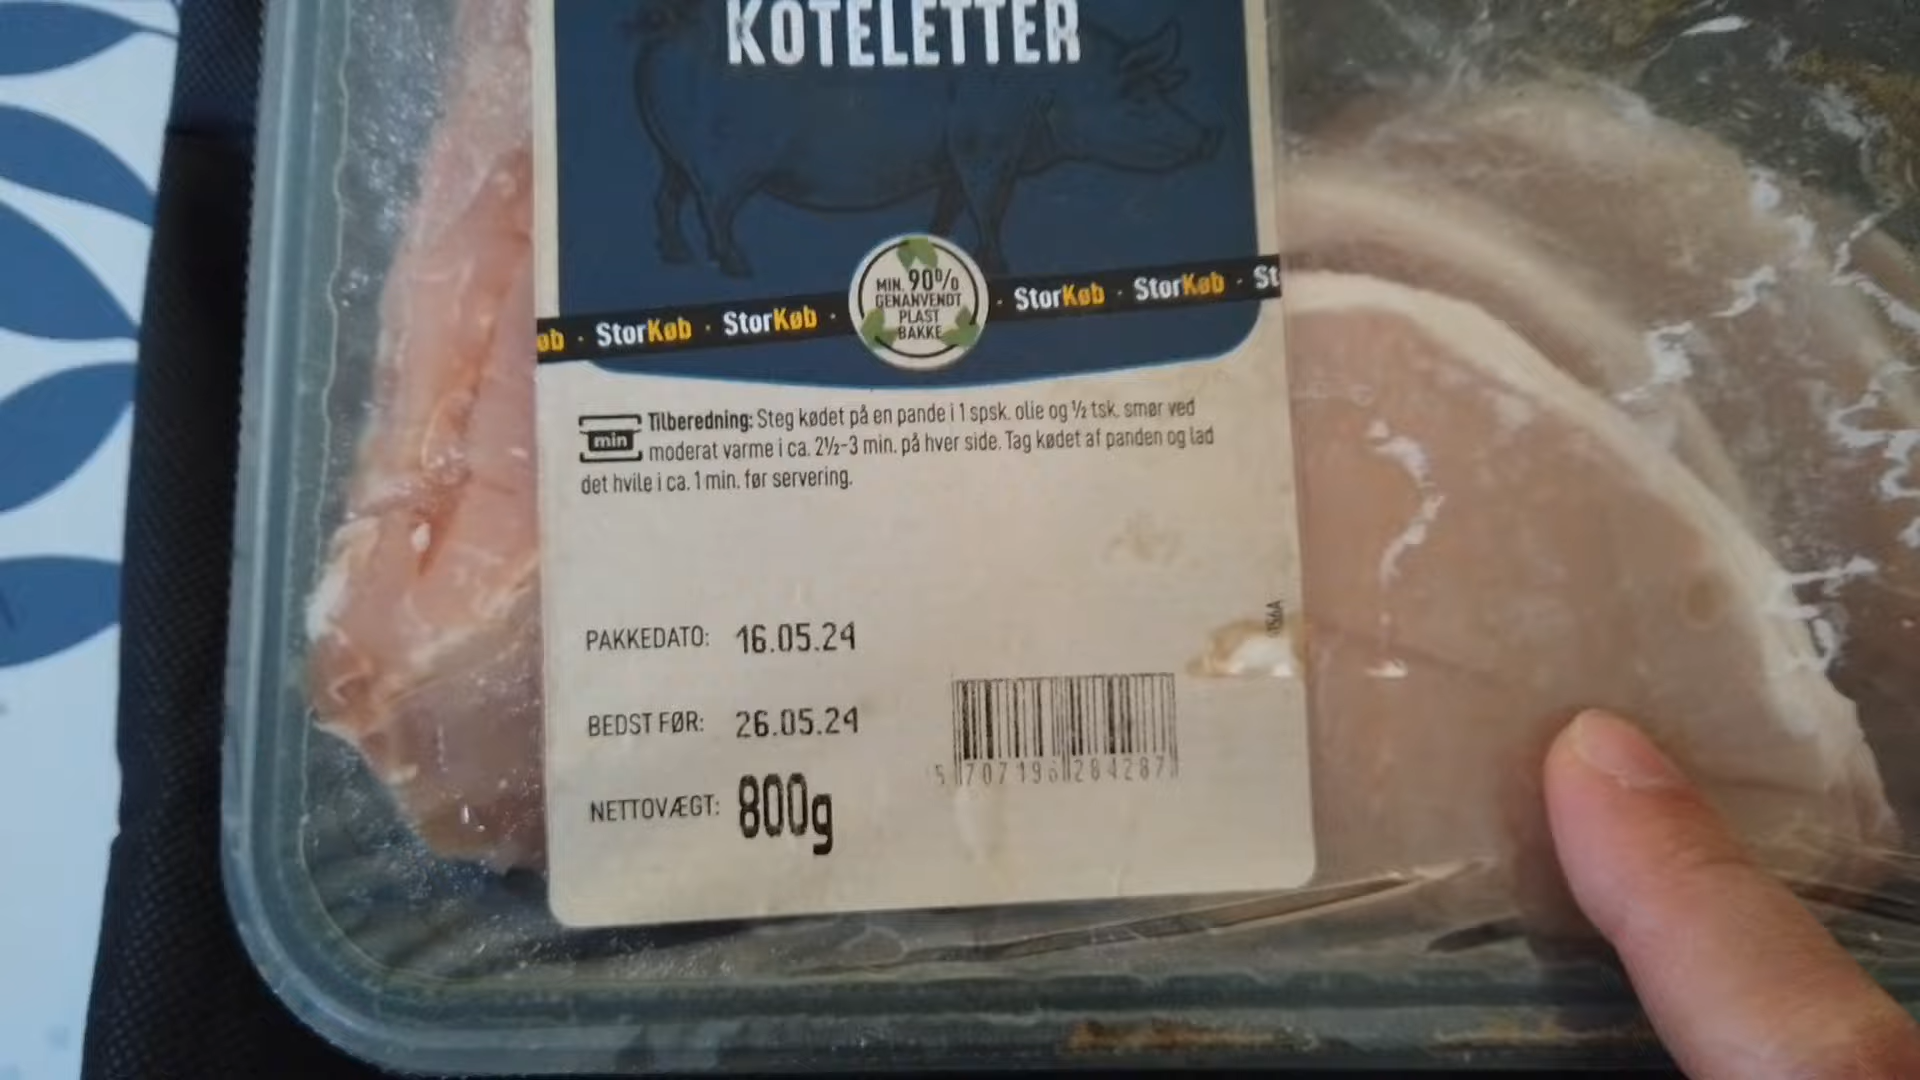 KOTELETTER
MIN. 90%
GENANVENDT
PLAST
BAKKE
øb · StorKøb · StorKøb · · StorKøb · StorKøb · St
Tilberedning: Steg kødet på en pande i 1 spsk. olie og ½ tsk. smør ved
min moderat varme i ca. 2½-3 min. på hver side. Tag kødet af panden og lad
det hvile i ca. 1 min. før servering.
PAKKEDATO: 16.05.24
BEDST FØR: 26.05.24
NETTOVÆGT: 800g
5 707196 284287